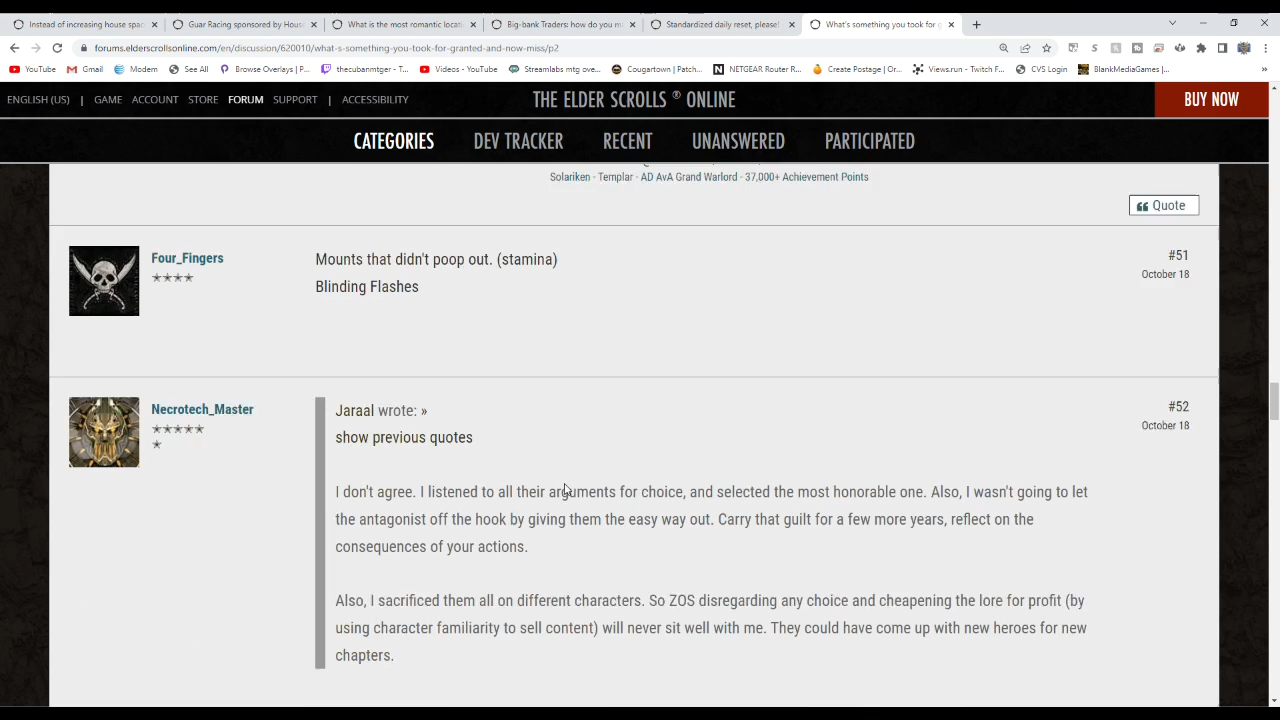 Instead of increasing house spac
Guar Racing sponsored by Hous
What is the most romantic locati
Big-bank Traders: how do you m
Standardized daily reset, please!
What's something you took for g
forums.elderscrollsonline.com/en/discussion/620010/what-s-something-you-took-for-granted-and-now-miss/p2
YouTube
Gmail
Modem
See All
Browse Overlays | P...
thecubanmtger - T...
Videos - YouTube
Streamlabs mtg ove...
Cougartown | Patch...
NETGEAR Router R...
Create Postage | Or...
Views.run - Twitch F...
CVS Login
BlankMediaGames |...
»
ENGLISH (US) | GAME ACCOUNT STORE FORUM SUPPORT | ACCESSIBILITY
THE ELDER SCROLLS ® ONLINE
BUY NOW
CATEGORIES DEV TRACKER RECENT UNANSWERED PARTICIPATED
Solariken - Templar - AD AvA Grand Warlord - 37,000+ Achievement Points
Quote
Four_Fingers
Mounts that didn't poop out. (stamina)
Blinding Flashes
#51
October 18
Necrotech_Master
Jaraal wrote: »
show previous quotes
#52
October 18
I don't agree. I listened to all their arguments for choice, and selected the most honorable one. Also, I wasn't going to let
the antagonist off the hook by giving them the easy way out. Carry that guilt for a few more years, reflect on the
consequences of your actions.
Also, I sacrificed them all on different characters. So ZOS disregarding any choice and cheapening the lore for profit (by
using character familiarity to sell content) will never sit well with me. They could have come up with new heroes for new
chapters.